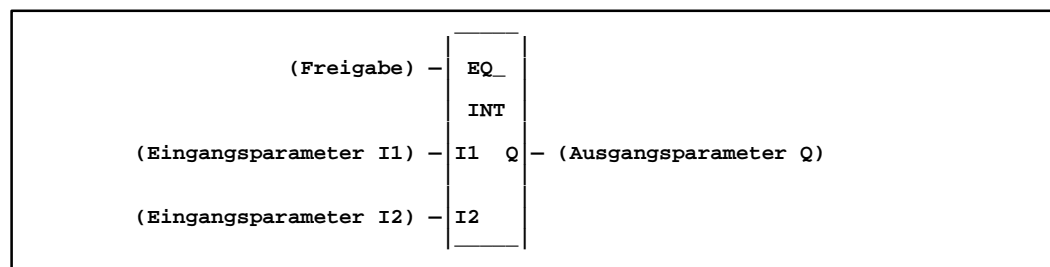 (Freigabe) EQ_
INT
(Eingangsparameter I1) I1 Q (Ausgangsparameter Q)
(Eingangsparameter I2) I2